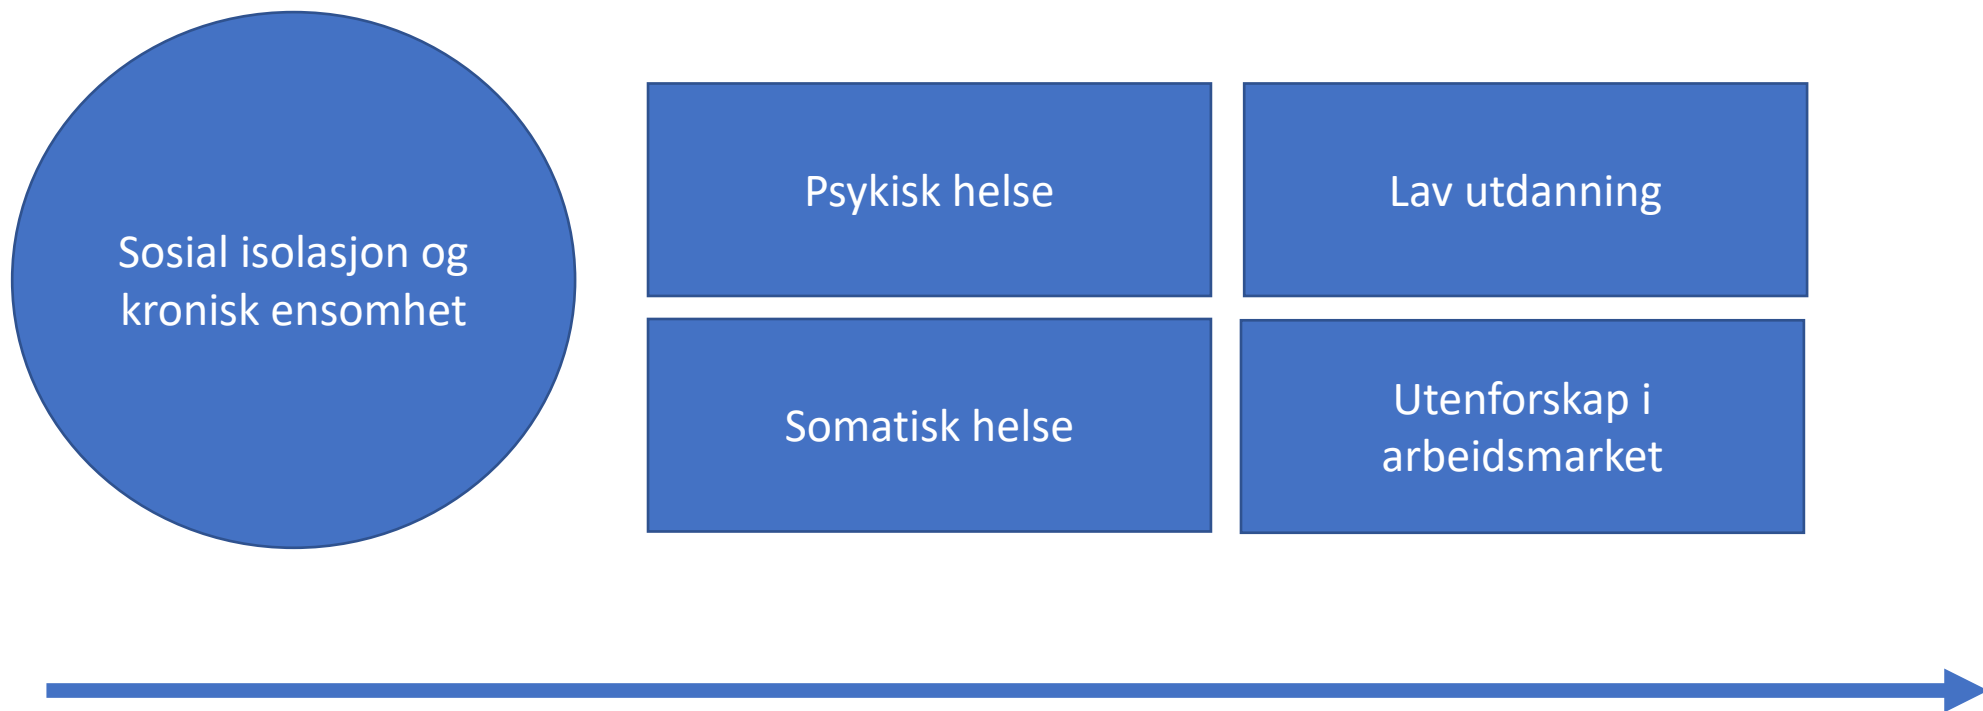 Sosial isolasjon og
kronisk ensomhet
Psykisk helse
Lav utdanning
Somatisk helse
Utenforskap i
arbeidsmarket